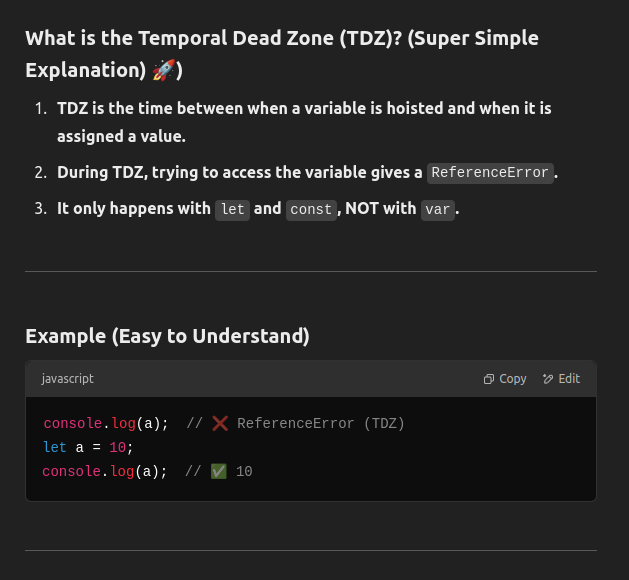 What is the Temporal Dead Zone (TDZ)? (Super Simple
Explanation) 🚀)
1. TDZ is the time between when a variable is hoisted and when it is
assigned a value.
2. During TDZ, trying to access the variable gives a ReferenceError.
3. It only happens with let and const, NOT with var.
Example (Easy to Understand)
javascript Copy Edit
console.log(a);  // ❌ ReferenceError (TDZ)
let a = 10;
console.log(a);  // ✅ 10